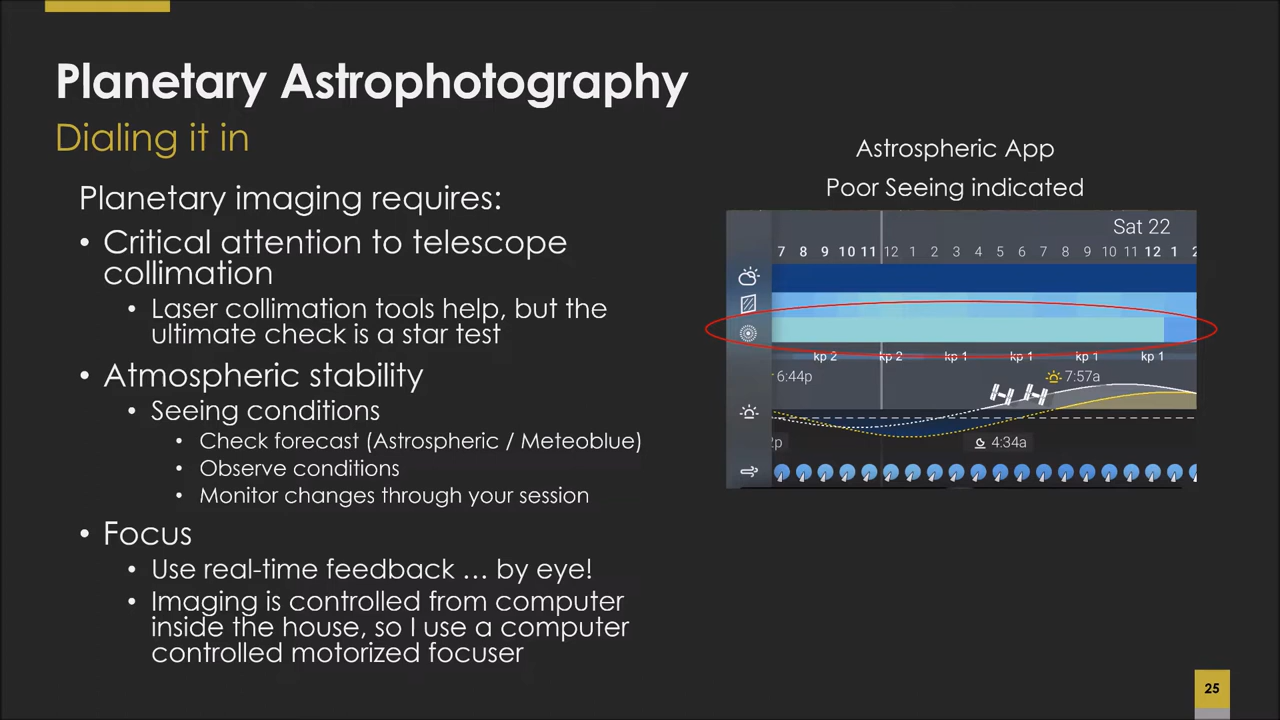 Planetary Astrophotography
Dialing it in
Planetary imaging requires:
• Critical attention to telescope
collimation
• Laser collimation tools help, but the
ultimate check is a star test
• Atmospheric stability
• Seeing conditions
• Check forecast (Astrospheric / Meteoblue)
• Observe conditions
• Monitor changes through your session
• Focus
• Use real-time feedback … by eye!
• Imaging is controlled from computer
inside the house, so I use a computer
controlled motorized focuser
Astrospheric App
Poor Seeing indicated
Sat 22
7 8 9 10 11 12 1 2 3 4 5 6 7 8 9 10 11 12 1 2
kp 2 kp 2 kp 1 kp 1 kp 1 kp 1
6:44p 7:57a
2p 4:34a
25